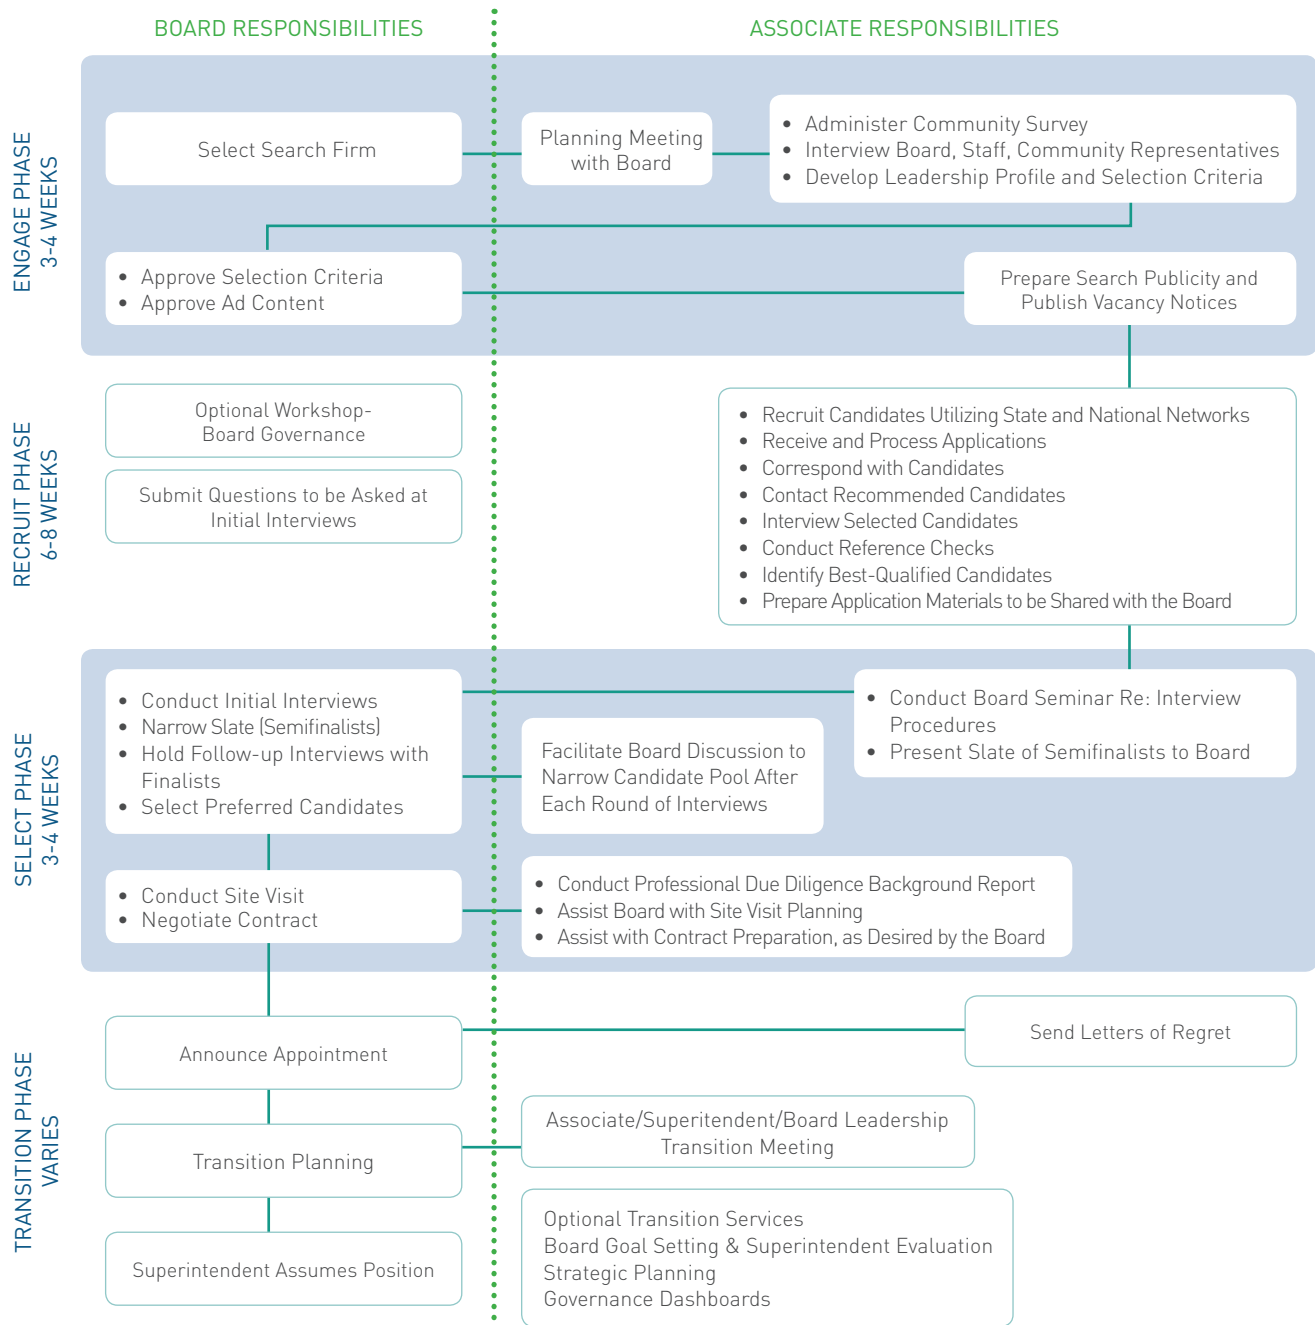 BOARD RESPONSIBILITIES
ASSOCIATE RESPONSIBILITIES
ENGAGE PHASE
3-4 WEEKS
Select Search Firm
Planning Meeting
with Board
• Administer Community Survey
• Interview Board, Staff, Community Representatives
• Develop Leadership Profile and Selection Criteria
• Approve Selection Criteria
• Approve Ad Content
Prepare Search Publicity and
Publish Vacancy Notices
RECRUIT PHASE
6-8 WEEKS
Optional Workshop-
Board Governance
Submit Questions to be Asked at
Initial Interviews
• Recruit Candidates Utilizing State and National Networks
• Receive and Process Applications
• Correspond with Candidates
• Contact Recommended Candidates
• Interview Selected Candidates
• Conduct Reference Checks
• Identify Best-Qualified Candidates
• Prepare Application Materials to be Shared with the Board
SELECT PHASE
3-4 WEEKS
• Conduct Initial Interviews
• Narrow Slate (Semifinalists)
• Hold Follow-up Interviews with
Finalists
• Select Preferred Candidates
Facilitate Board Discussion to
Narrow Candidate Pool After
Each Round of Interviews
• Conduct Board Seminar Re: Interview
Procedures
• Present Slate of Semifinalists to Board
• Conduct Site Visit
• Negotiate Contract
• Conduct Professional Due Diligence Background Report
• Assist Board with Site Visit Planning
• Assist with Contract Preparation, as Desired by the Board
TRANSITION PHASE
VARIES
Announce Appointment
Send Letters of Regret
Transition Planning
Associate/Superitendent/Board Leadership
Transition Meeting
Superintendent Assumes Position
Optional Transition Services
Board Goal Setting & Superintendent Evaluation
Strategic Planning
Governance Dashboards